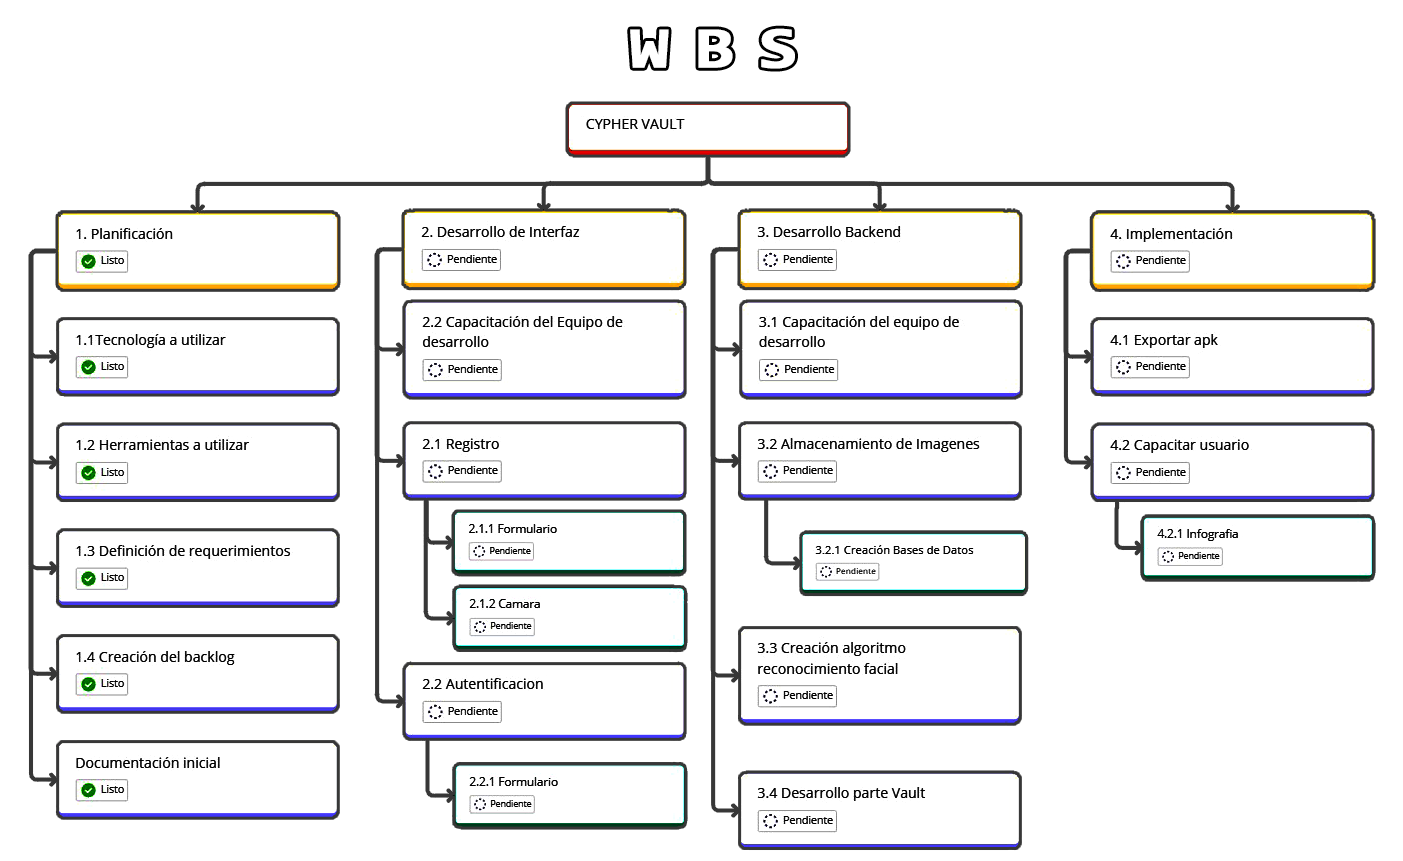 WBS
CYPHER VAULT
1. Planificación
Listo
1.1Tecnología a utilizar
Listo
1.2 Herramientas a utilizar
Listo
1.3 Definición de requerimientos
Listo
1.4 Creación del backlog
Listo
Documentación inicial
Listo
2. Desarrollo de Interfaz
Pendiente
2.2 Capacitación del Equipo de
desarrollo
Pendiente
2.1 Registro
Pendiente
2.1.1 Formulario
Pendiente
2.1.2 Camara
Pendiente
2.2 Autentificacion
Pendiente
2.2.1 Formulario
Pendiente
3. Desarrollo Backend
Pendiente
3.1 Capacitación del equipo de
desarrollo
Pendiente
3.2 Almacenamiento de Imagenes
Pendiente
3.2.1 Creación Bases de Datos
Pendiente
3.3 Creación algoritmo
reconocimiento facial
Pendiente
3.4 Desarrollo parte Vault
Pendiente
4. Implementación
Pendiente
4.1 Exportar apk
Pendiente
4.2 Capacitar usuario
Pendiente
4.2.1 Infografia
Pendiente